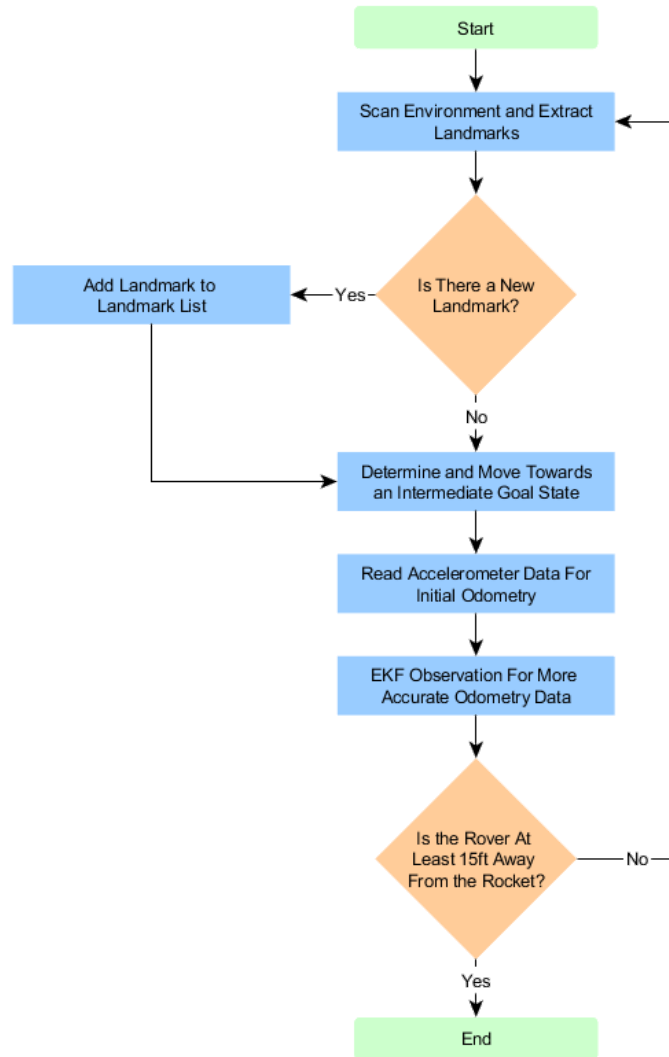 Start
Scan Environment and Extract
Landmarks
Is There a New
Landmark?
Yes
Add Landmark to
Landmark List
No
Determine and Move Towards
an Intermediate Goal State
Read Accelerometer Data For
Initial Odometry
EKF Observation For More
Accurate Odometry Data
Is the Rover At
Least 15ft Away
From the Rocket?
No
Yes
End